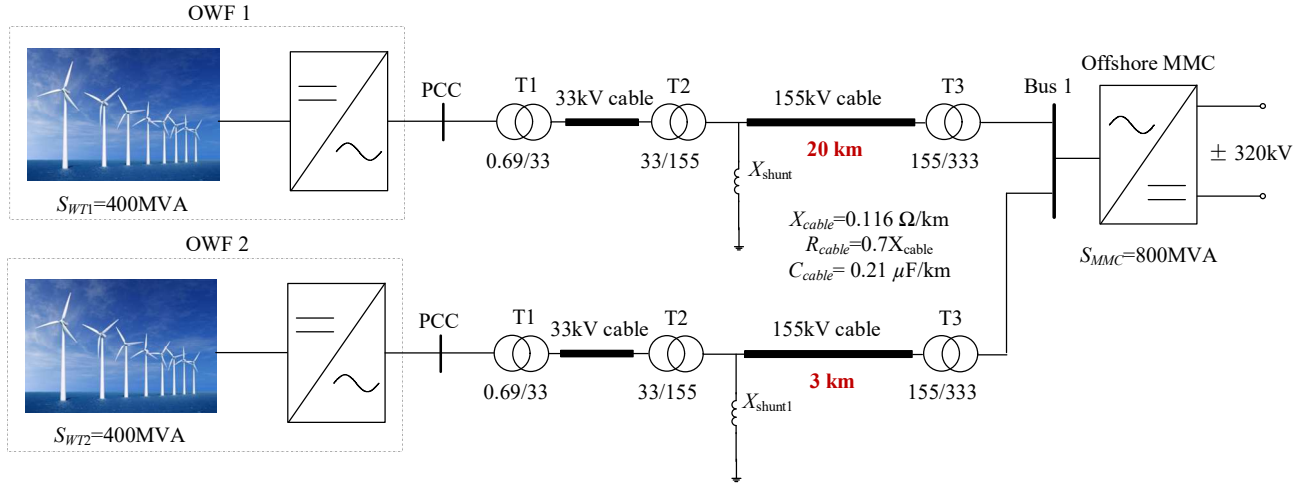 OWF 1
S_WT1=400MVA
PCC
T1
0.69/33
33kV cable
T2
33/155
X_shunt
155kV cable
20 km
T3
155/333
Bus 1
Offshore MMC
± 320kV
S_MMC=800MVA
X_cable=0.116 Ω/km
R_cable=0.7X_cable
C_cable= 0.21 μF/km
OWF 2
S_WT2=400MVA
PCC
T1
0.69/33
33kV cable
T2
33/155
X_shunt1
155kV cable
3 km
T3
155/333